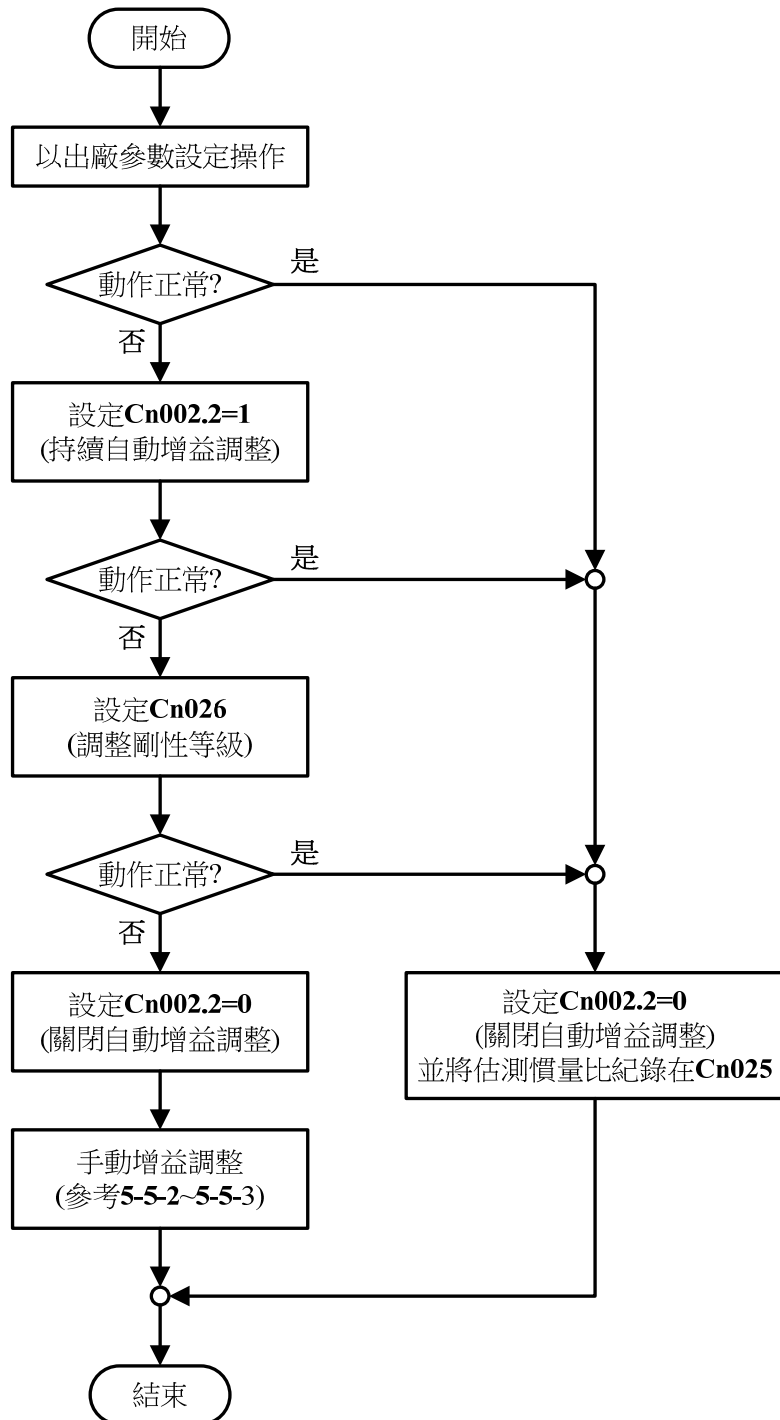 開始
以出廠參數設定操作
動作正常?
是
否
設定Cn002.2=1
(持續自動增益調整)
動作正常?
是
否
設定Cn026
(調整剛性等級)
動作正常?
是
否
設定Cn002.2=0
(關閉自動增益調整)
設定Cn002.2=0
(關閉自動增益調整)
並將估測慣量比紀錄在Cn025
手動增益調整
(參考5-5-2~5-5-3)
結束